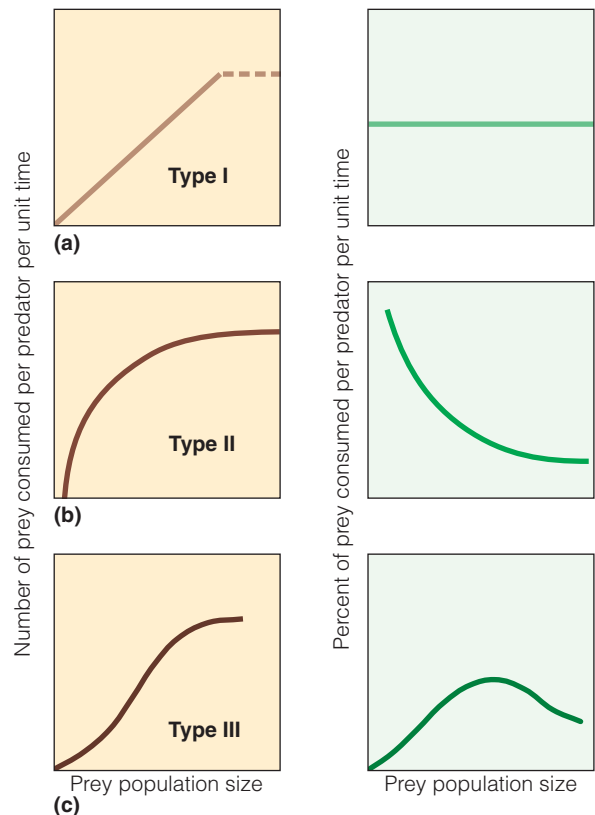 Number of prey consumed per predator per unit time
Percent of prey consumed per predator per unit time
Type I
(a)
Type II
(b)
Type III
Prey population size
Prey population size
(c)